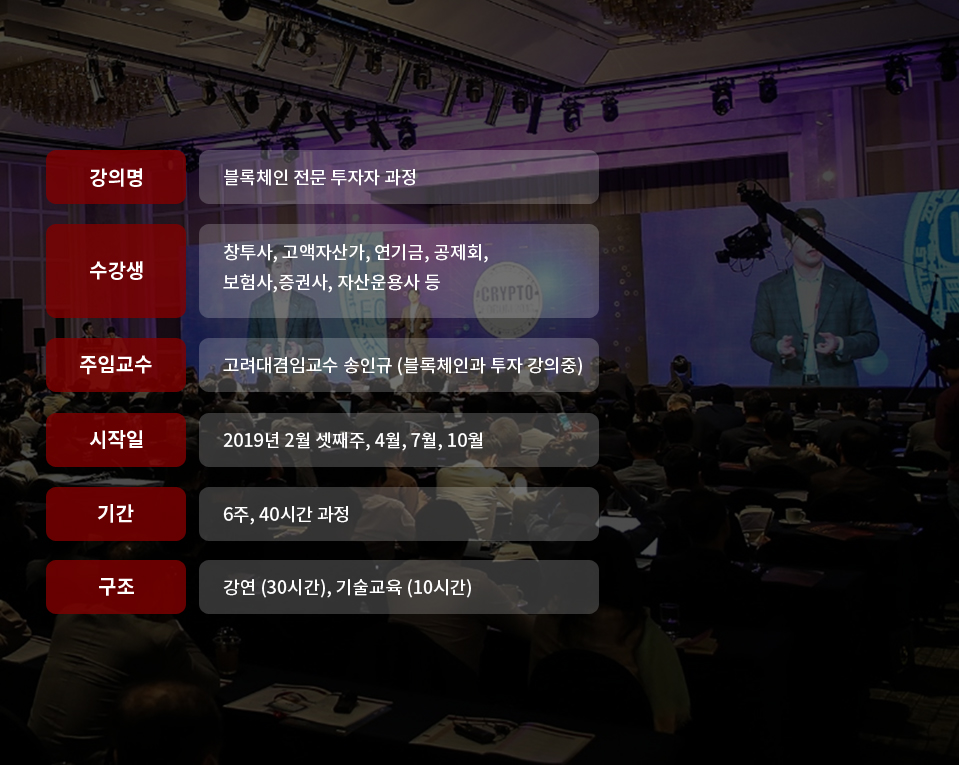 강의명
블록체인 전문 투자자 과정
수강생
창투사, 고액자산가, 연기금, 공제회,
보험사,증권사, 자산운용사 등
주임교수
고려대겸임교수 송인규 (블록체인과 투자 강의중)
시작일
2019년 2월 셋째주, 4월, 7월, 10월
기간
6주, 40시간 과정
구조
강연 (30시간), 기술교육 (10시간)
CRYPTO